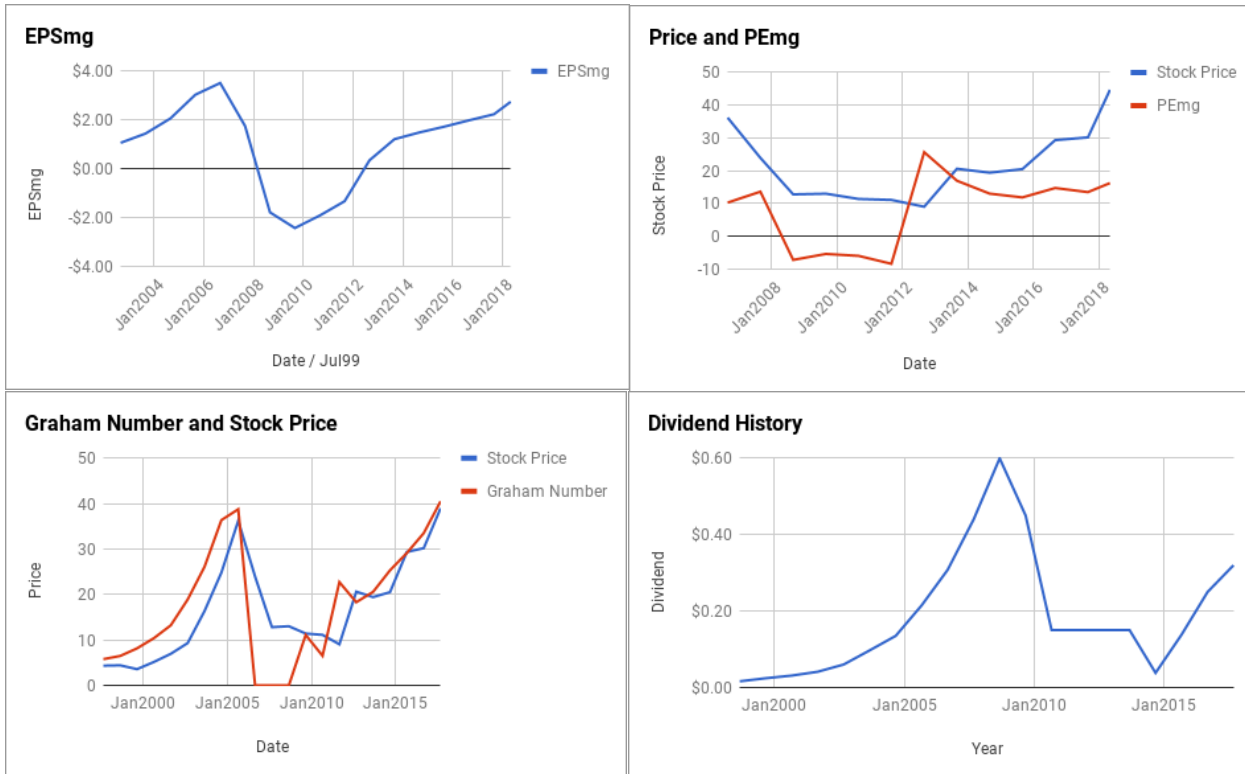 EPSmg
EPSmg
$4.00
$2.00
$0.00
-$2.00
-$4.00
EPSmg
Jan2004
Jan2006
Jan2008
Jan2010
Jan2012
Jan2014
Jan2016
Jan2018
Date / Jul99
Price and PEmg
Stock Price
PEmg
50
40
30
20
10
0
-10
Stock Price
Jan2008
Jan2010
Jan2012
Jan2014
Jan2016
Jan2018
Date
Graham Number and Stock Price
Stock Price
Graham Number
50
40
30
20
10
0
Price
Jan2000
Jan2005
Jan2010
Jan2015
Date
Dividend History
$0.60
$0.40
$0.20
$0.00
Dividend
Jan2000
Jan2005
Jan2010
Jan2015
Year